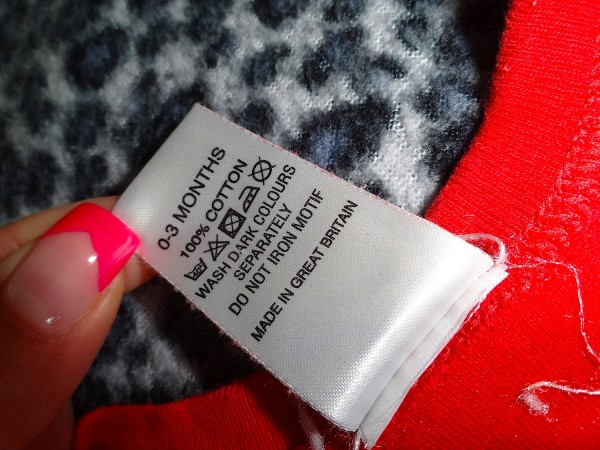 0-3 MONTHS
100% COTTON
WASH DARK COLOURS
SEPARATELY
DO NOT IRON MOTIF
MADE IN GREAT BRITAIN